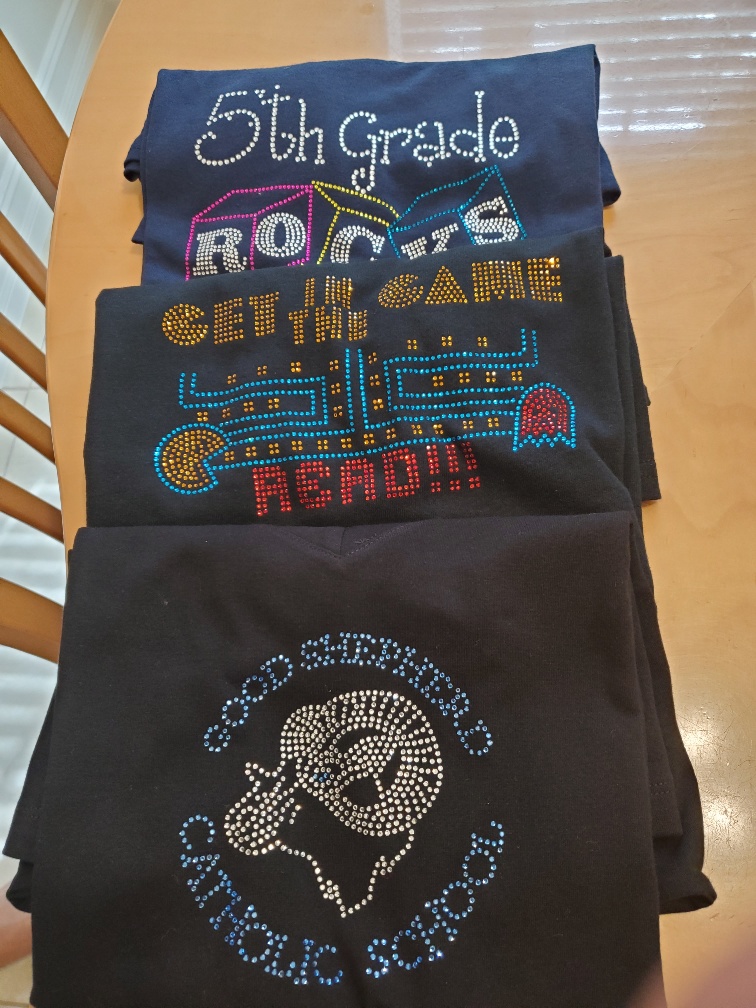 5th Grade
ROCKS
GET IN THE GAME
READ!!!
GOOD SHEPHERD
CATHOLIC SCHOOL